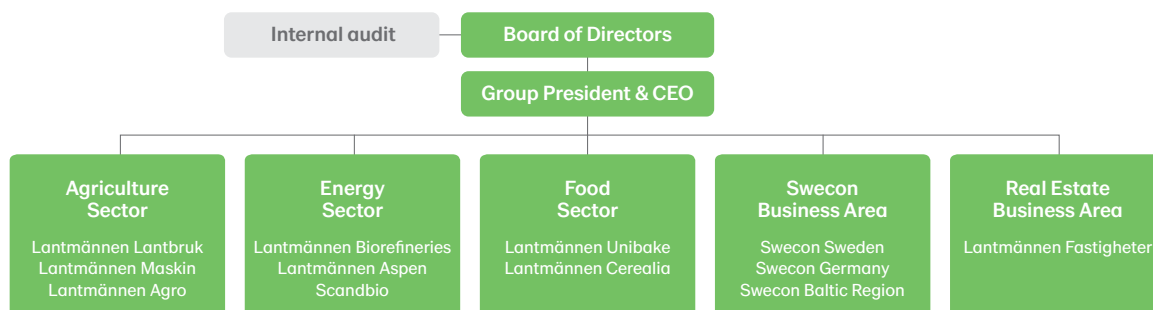 Internal audit
Board of Directors
Group President & CEO
Agriculture
Sector
Lantmännen Lantbruk
Lantmännen Maskin
Lantmännen Agro
Energy
Sector
Lantmännen Biorefineries
Lantmännen Aspen
Scandbio
Food
Sector
Lantmännen Unibake
Lantmännen Cerealia
Swecon
Business Area
Swecon Sweden
Swecon Germany
Swecon Baltic Region
Real Estate
Business Area
Lantmännen Fastigheter